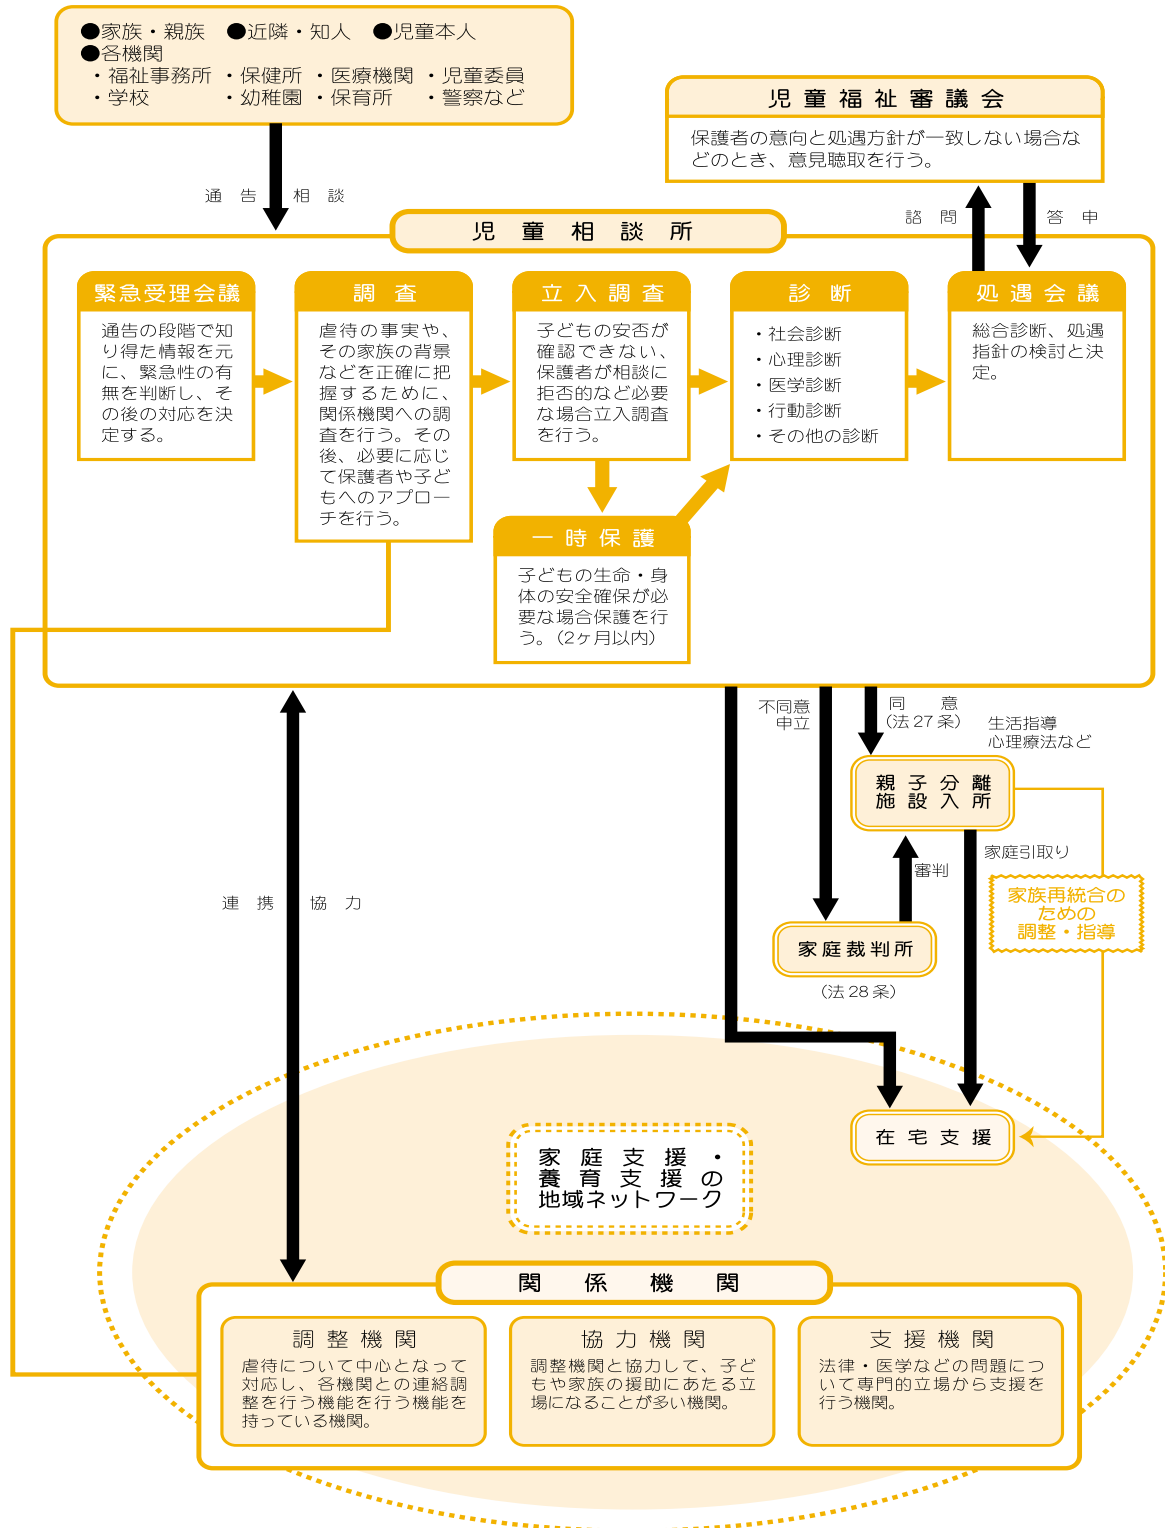 ●家族・親族　●近隣・知人　●児童本人
●各機関
・福祉事務所　・保健所　・医療機関　・児童委員
・学校　・幼稚園　・保育所　・警察など
通告　相談
児童福祉審議会
保護者の意向と処遇方針が一致しない場合な
どのとき、意見聴取を行う。
諮問　答申
児童相談所
緊急受理会議
通告の段階で知
り得た情報を元
に、緊急性の有
無を判断し、そ
の後の対応を決
定する。
調査
虐待の事実や、
その家族の背景
などを正確に把
握するために、
関係機関への調
査を行う。その
後、必要に応じ
て保護者や子ど
もへのアプロー
チを行う。
立入調査
子どもの安否が
確認できない、
保護者が相談に
拒否的など必要
な場合立入調査
を行う。
診断
・社会診断
・心理診断
・医学診断
・行動診断
・その他の診断
処遇会議
総合診断、処遇
指針の検討と決
定。
一時保護
子どもの生命・身
体の安全確保が必
要な場合保護を行
う。（2ヶ月以内）
不同意
申立
同意
（法27条）
生活指導
心理療法など
親子分離
施設入所
家庭引取り
審判
家族再統合の
ための
調整・指導
連携　協力
家庭裁判所
（法28条）
在宅支援
家庭支援・
養育支援の
地域ネットワーク
関係機関
調整機関
虐待について中心となって
対応し、各機関との連絡調
整を行う機能を行う機能を
持っている機関。
協力機関
調整機関と協力して、子ど
もや家族の援助にあたる立
場になることが多い機関。
支援機関
法律・医学などの問題につ
いて専門的立場から支援を
行う機関。